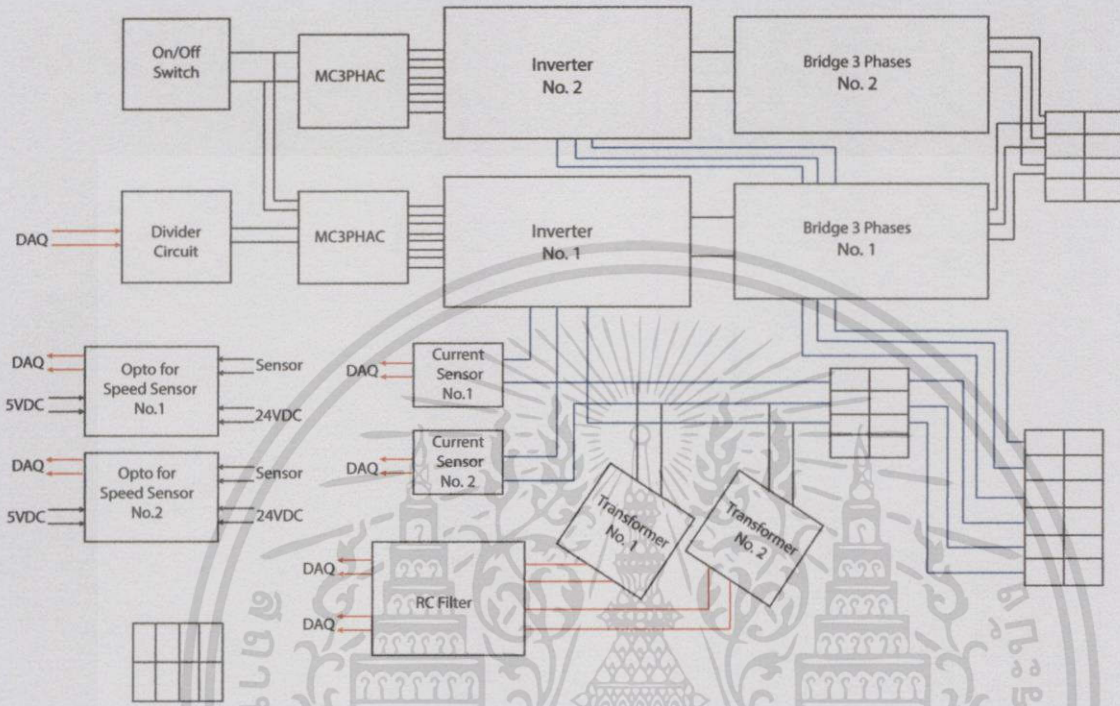 On/Off
Switch
MC3PHAC
Inverter
No. 2
Bridge 3 Phases
No. 2
DAQ
Divider
Circuit
MC3PHAC
Inverter
No. 1
Bridge 3 Phases
No. 1
DAQ
5VDC
Opto for
Speed Sensor
No.1
Sensor
24VDC
DAQ
Current
Sensor
No.1
DAQ
5VDC
Opto for
Speed Sensor
No.2
Sensor
24VDC
DAQ
Current
Sensor
No. 2
Transformer
No. 1
Transformer
No. 2
DAQ
DAQ
RC Filter